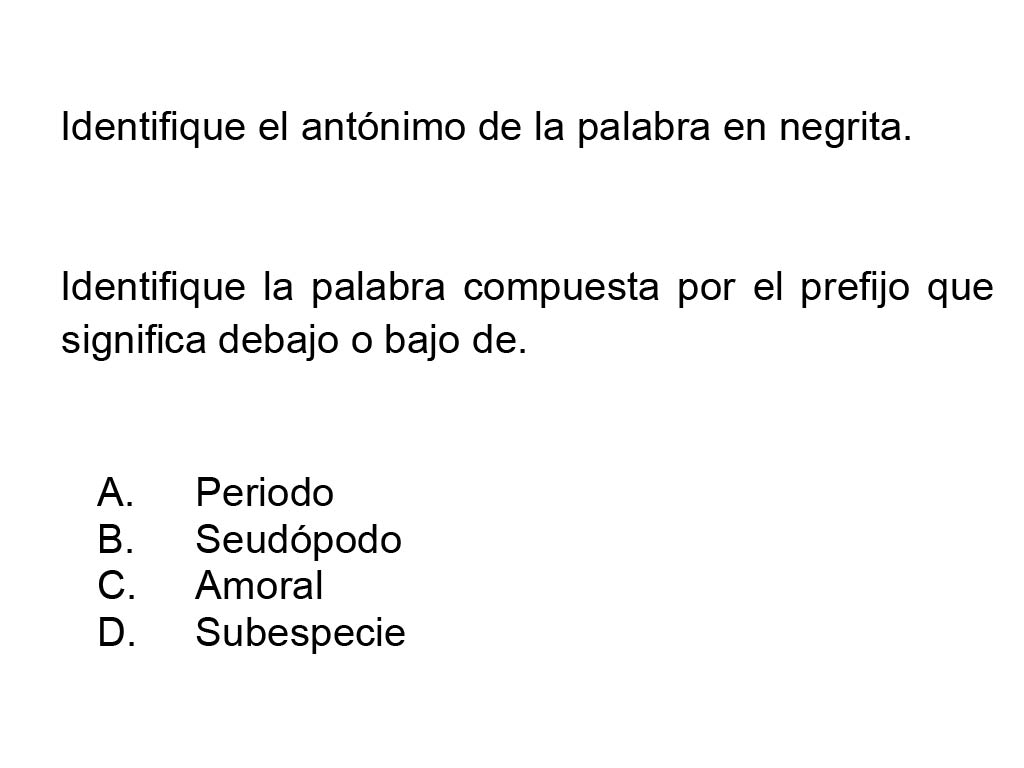 Identifique el antónimo de la palabra en negrita.
Identifique la palabra compuesta por el prefijo que
significa debajo o bajo de.
A. Periodo
B. Seudópodo
C. Amoral
D. Subespecie